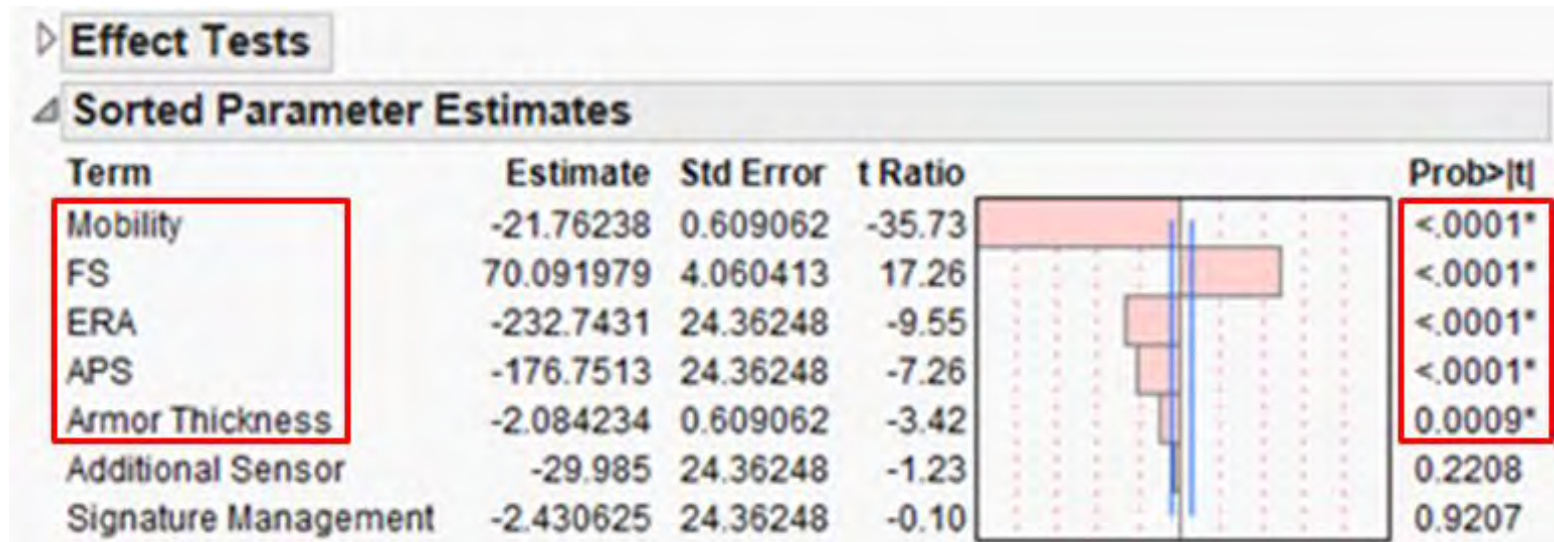 Effect Tests
Sorted Parameter Estimates
Term Estimate Std Error t Ratio Prob>|t|
Mobility -21.76238 0.609062 -35.73 <.0001*
FS 70.091979 4.060413 17.26 <.0001*
ERA -232.7431 24.36248 -9.55 <.0001*
APS -176.7513 24.36248 -7.26 <.0001*
Armor Thickness -2.084234 0.609062 -3.42 0.0009*
Additional Sensor -29.985 24.36248 -1.23 0.2208
Signature Management -2.430625 24.36248 -0.10 0.9207